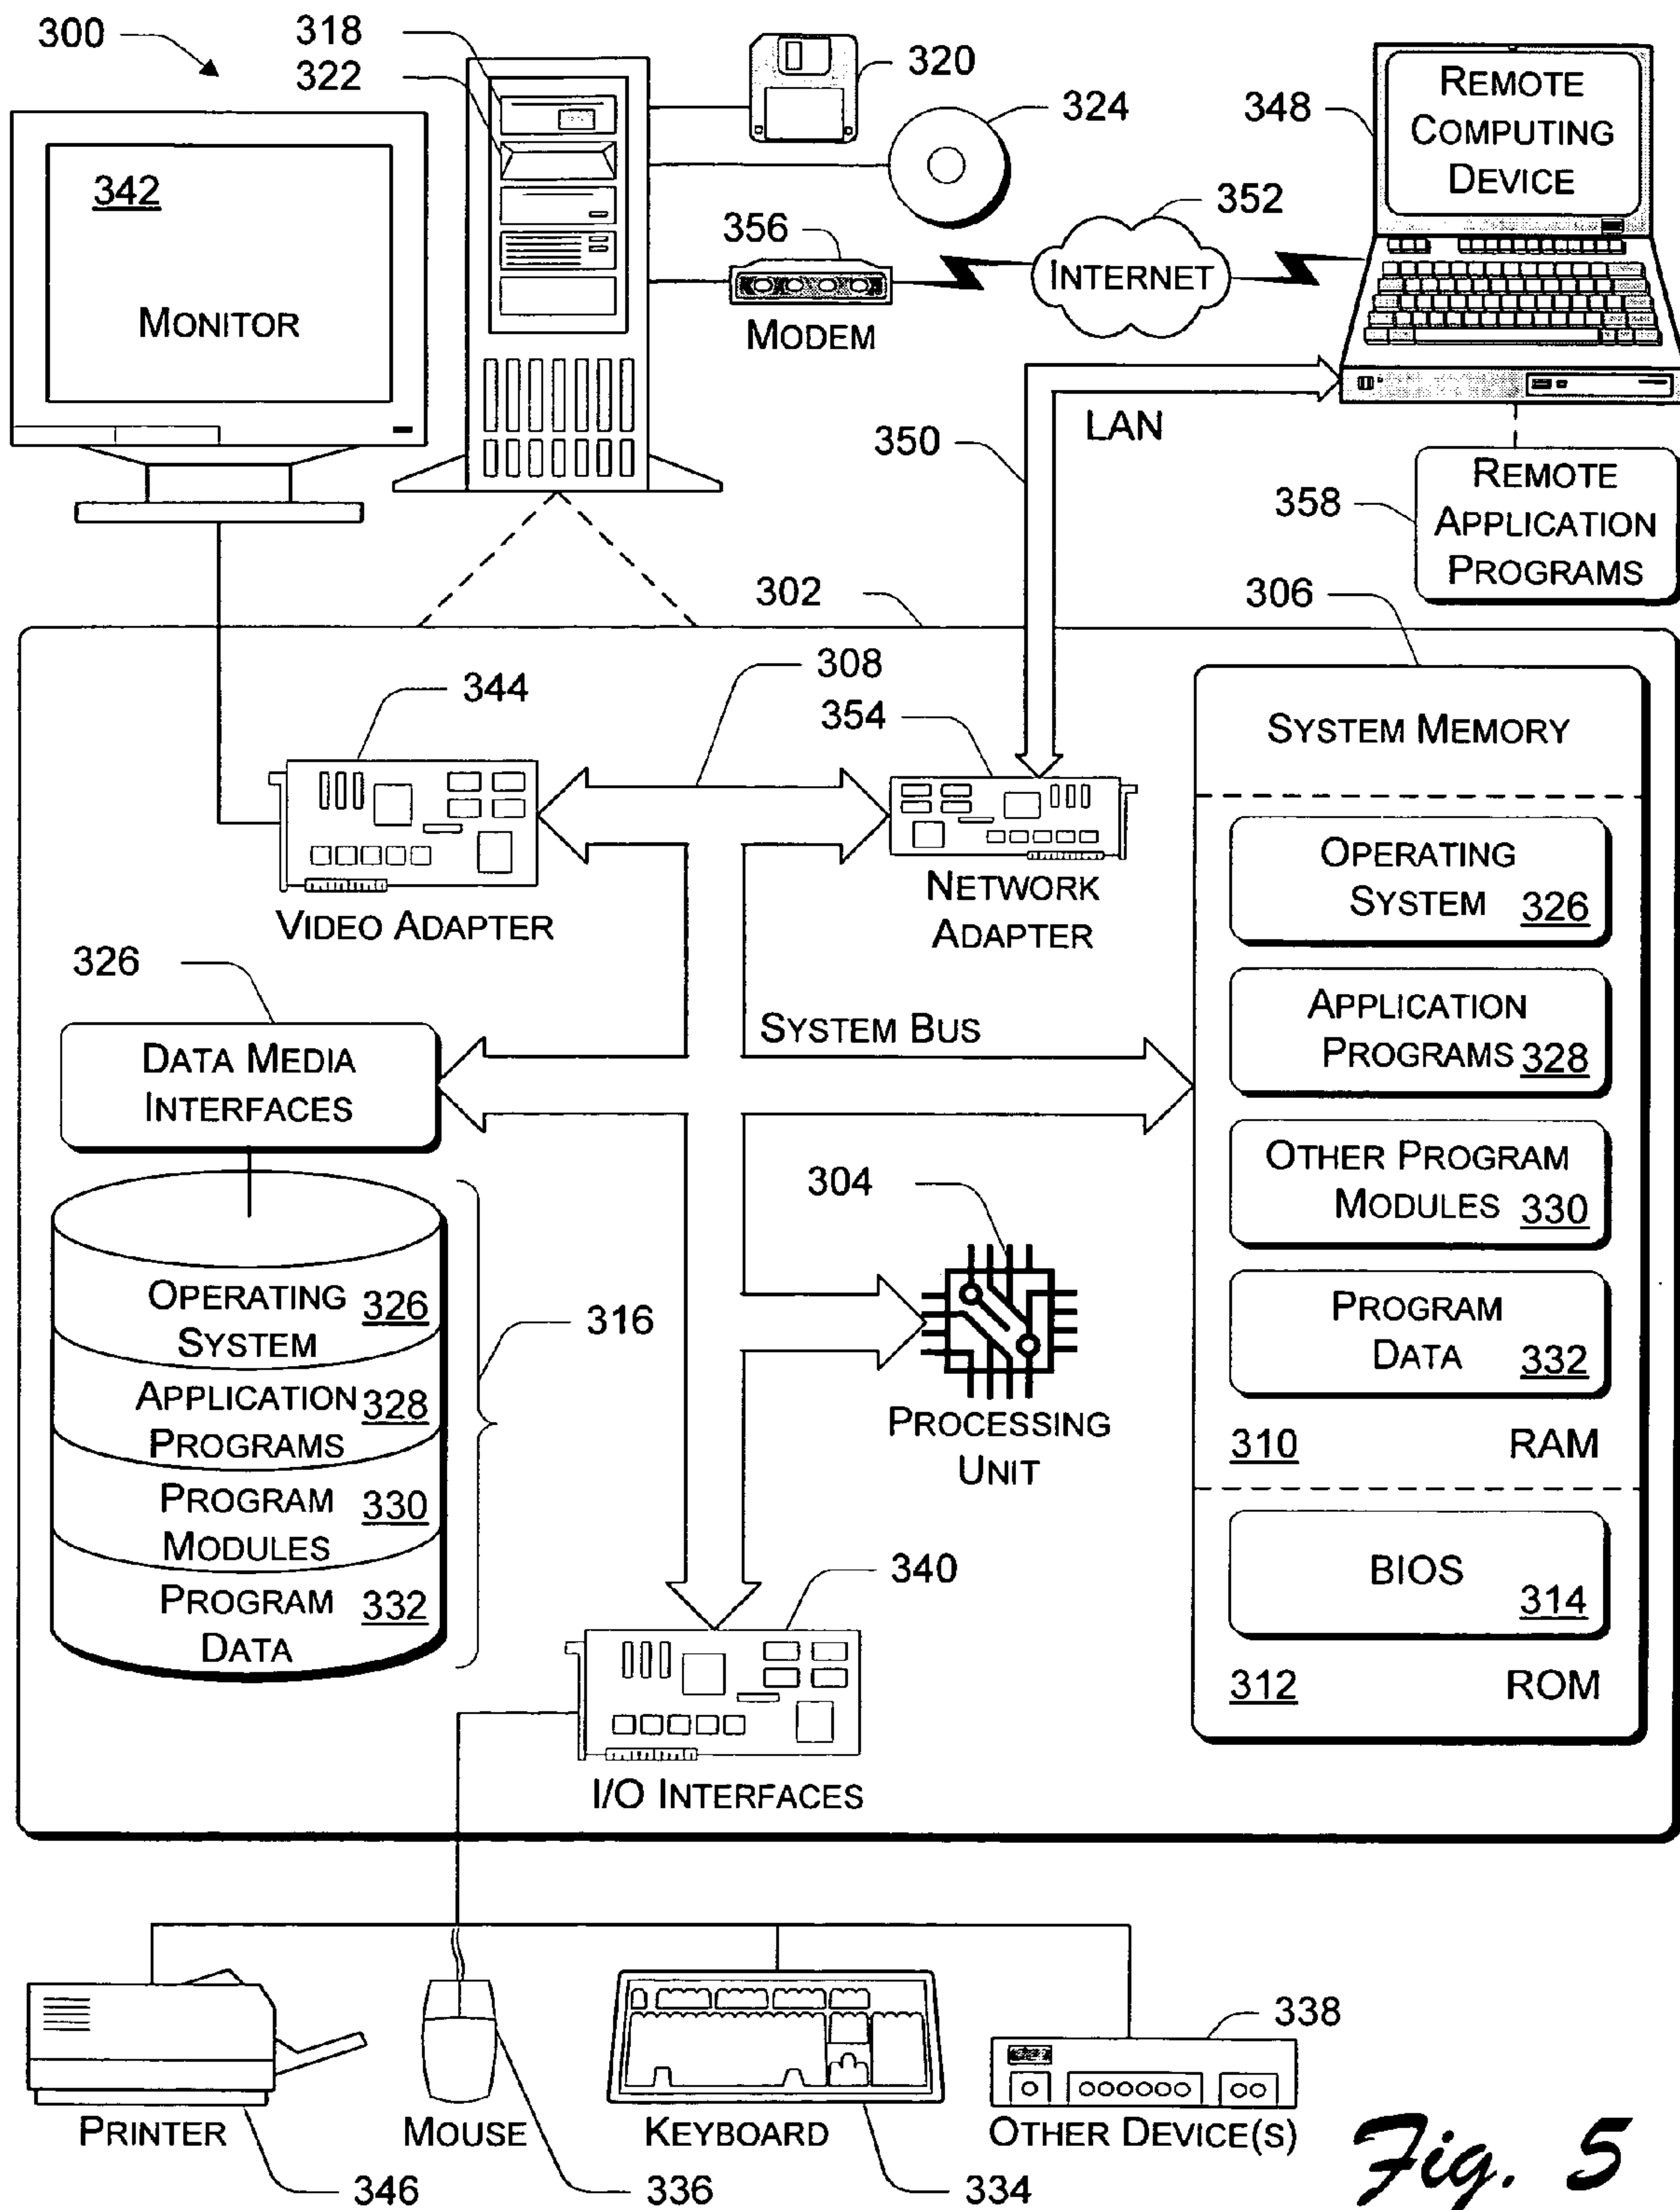 300
318
322
320
324
348
REMOTE
COMPUTING
DEVICE
342
MONITOR
356
MODEM
352
INTERNET
350
LAN
358
REMOTE
APPLICATION
PROGRAMS
302
306
308
344
354
SYSTEM MEMORY
VIDEO ADAPTER
NETWORK
ADAPTER
OPERATING
SYSTEM 326
326
DATA MEDIA
INTERFACES
SYSTEM BUS
APPLICATION
PROGRAMS 328
OTHER PROGRAM
MODULES 330
304
PROCESSING
UNIT
PROGRAM
DATA 332
310 RAM
OPERATING 326
SYSTEM
316
APPLICATION 328
PROGRAMS
PROGRAM 330
MODULES
PROGRAM 332
DATA
340
I/O INTERFACES
BIOS
314
312 ROM
PRINTER
346
MOUSE
336
KEYBOARD
334
338
OTHER DEVICE(S)
Fig. 5